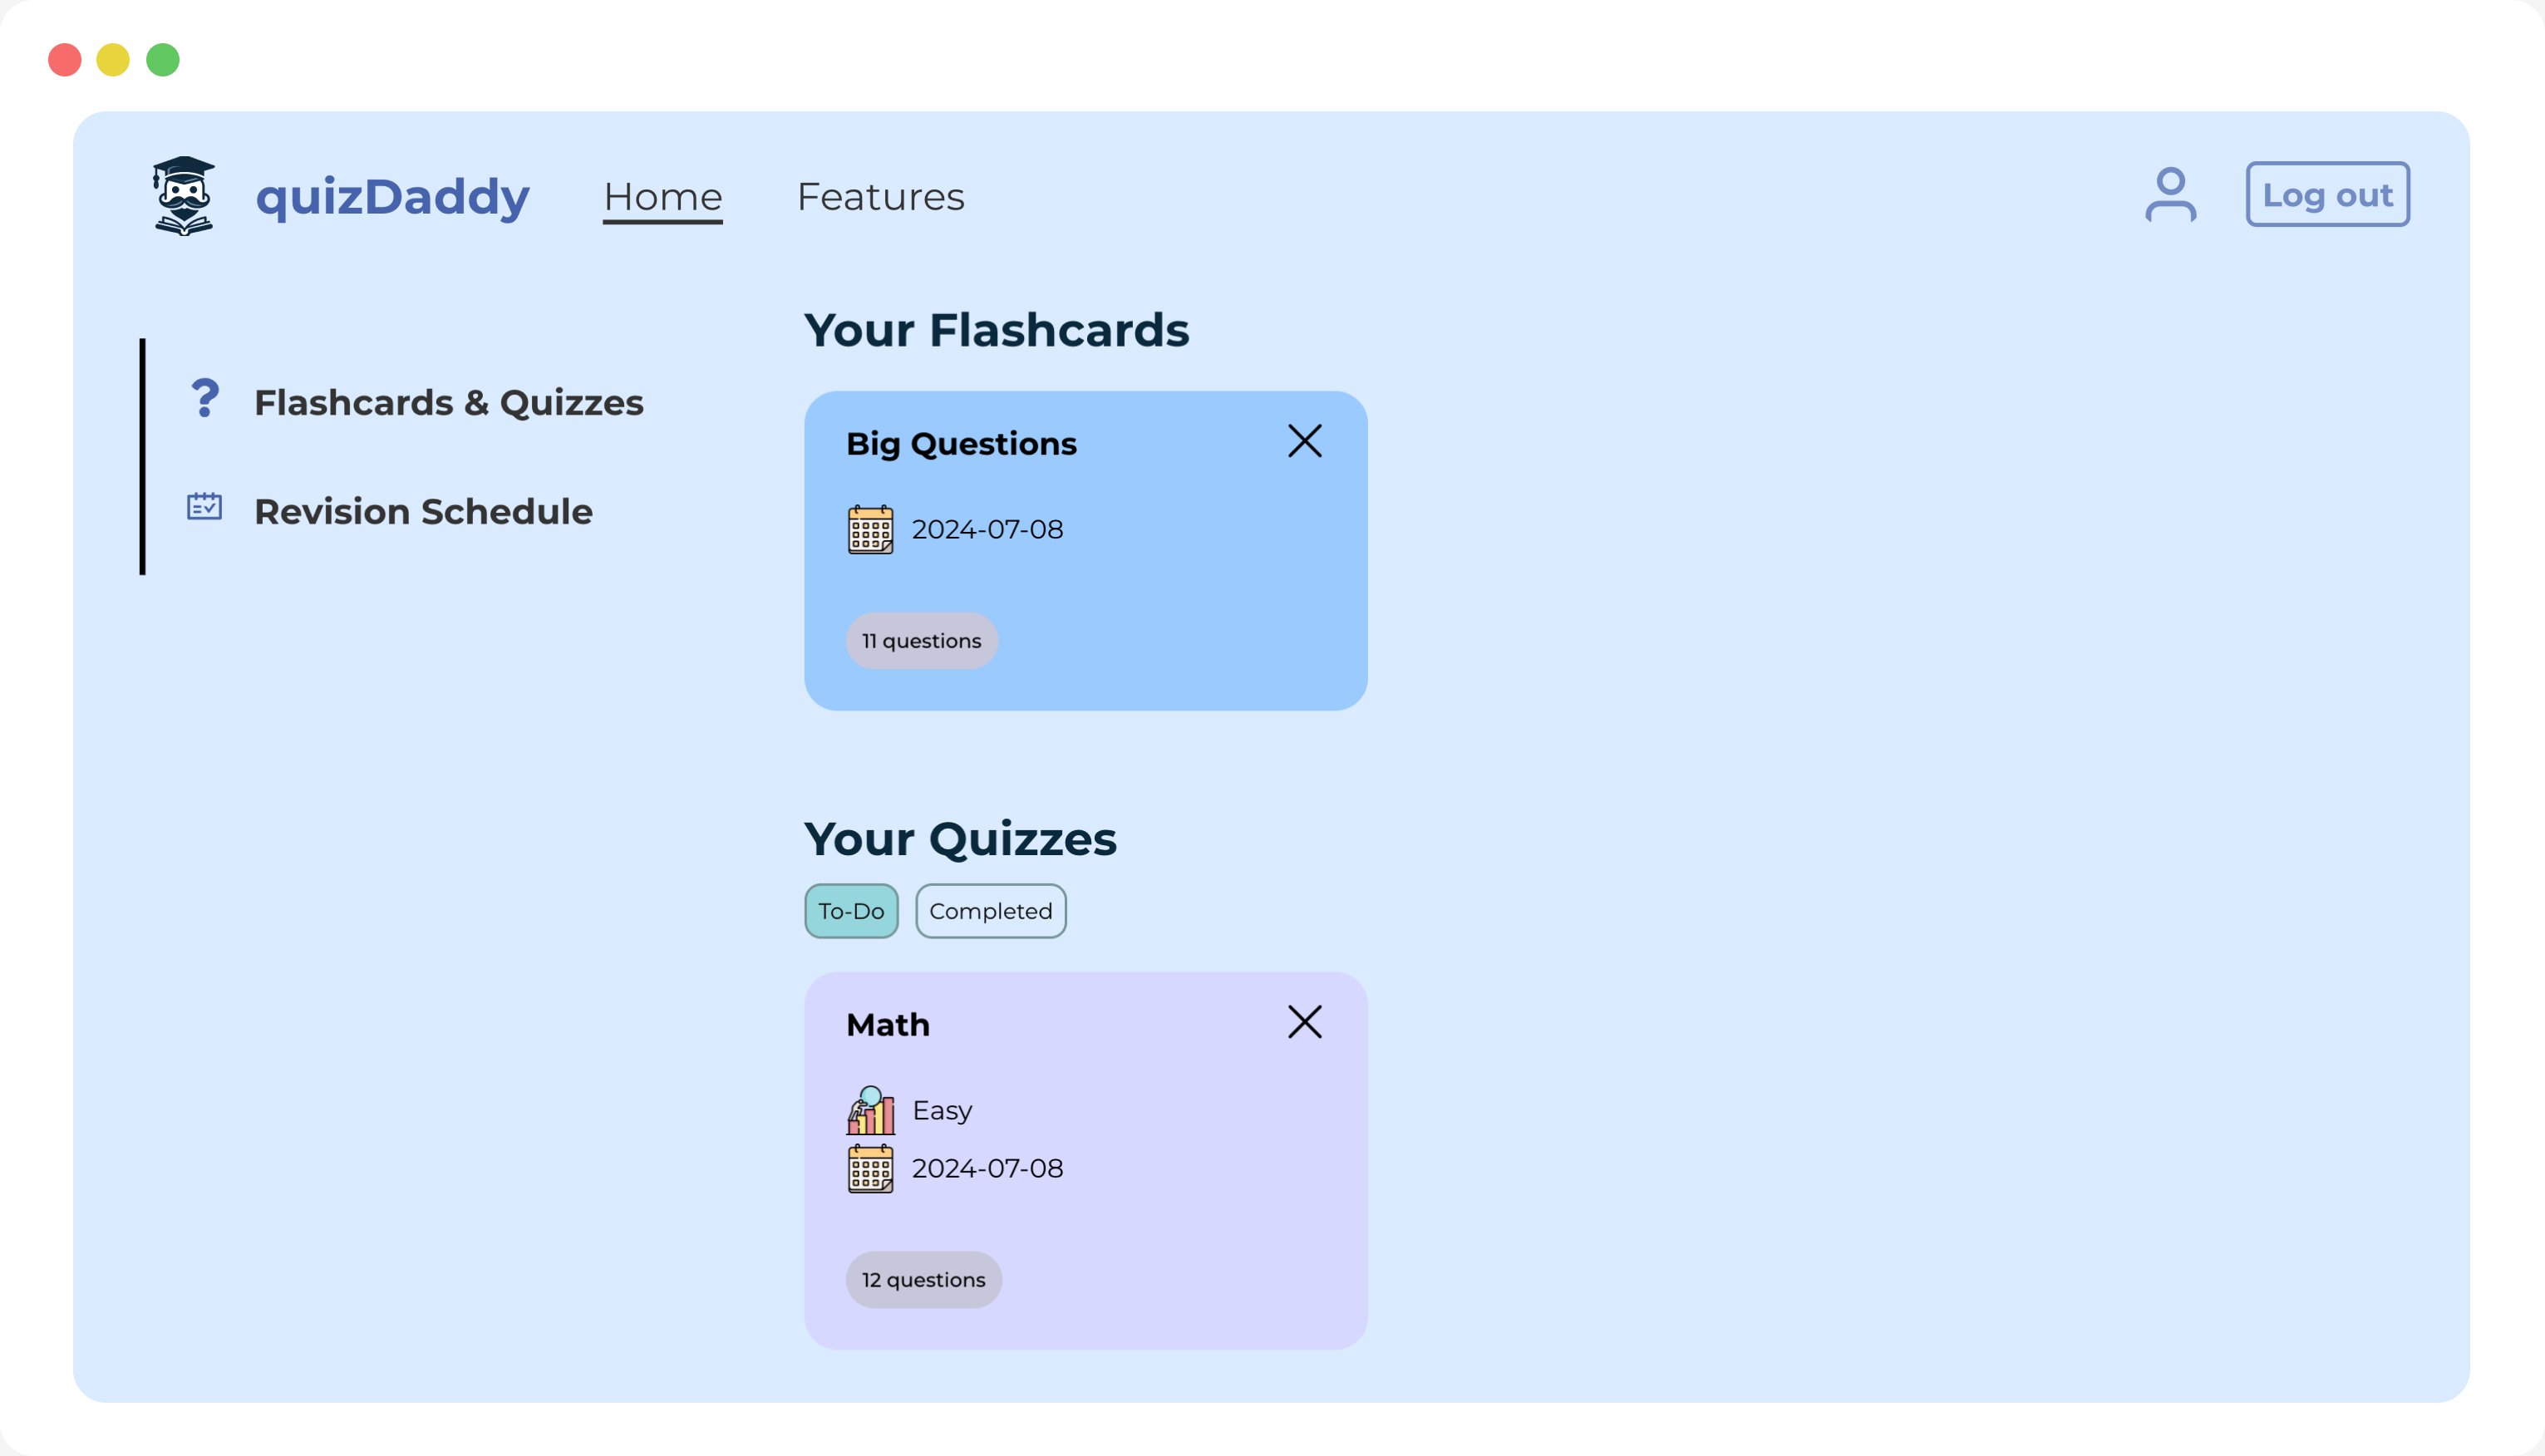 quizDaddy
Home
Features
Log out
Flashcards & Quizzes
Revision Schedule
Your Flashcards
Big Questions
2024-07-08
11 questions
Your Quizzes
To-Do
Completed
Math
Easy
2024-07-08
12 questions